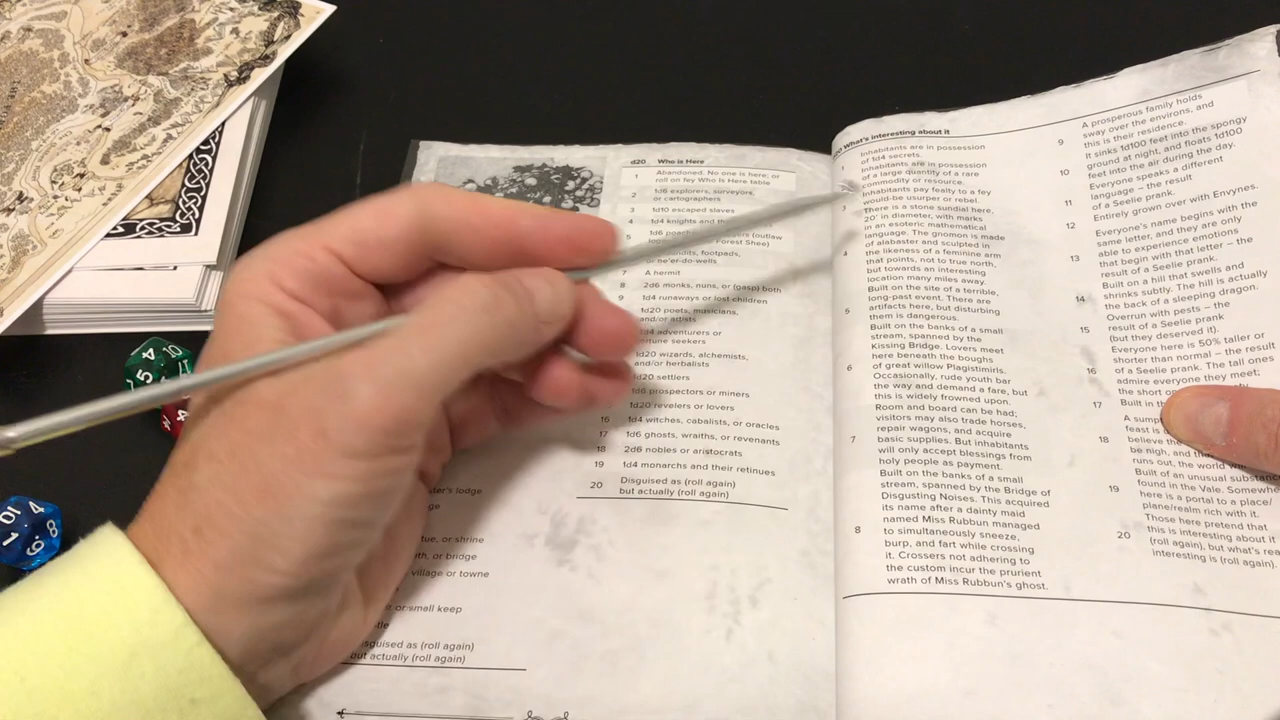 ster's lodge
ge
tue, or shrine
th, or bridge
village or towne
or small keep
tle
sguised as (roll again)
but actually (roll again)
d20 Who is Here
1 Abandoned. No one is here; or
roll on fey Who Is Here table
2 1d6 explorers, surveyors,
or cartographers
3 1d10 escaped slaves
4 1d4 knights and th
5 1d6 poach (outlaw
Forest Shee)
ndits, footpads,
or ne'er-do-wells
7 A hermit
8 2d6 monks, nuns, or (gasp) both
9 1d4 runaways or lost children
1d20 poets, musicians,
and/or artists
1d4 adventurers or
fortune seekers
1d20 wizards, alchemists,
and/or herbalists
1d20 settlers
1d6 prospectors or miners
1d20 revelers or lovers
16 1d4 witches, cabalists, or oracles
17 1d6 ghosts, wraiths, or revenants
18 2d6 nobles or aristocrats
19 1d4 monarchs and their retinues
20 Disguised as (roll again)
but actually (roll again)
What's interesting about it
1 Inhabitants are in possession
of 1d4 secrets.
Inhabitants are in possession
of a large quantity of a rare
commodity or resource.
3 Inhabitants pay fealty to a fey
would-be usurper or rebel.
There is a stone sundial here,
20' in diameter, with marks
in an esoteric mathematical
language. The gnomon is made
4 of alabaster and sculpted in
the likeness of a feminine arm
that points, not to true north,
but towards an interesting
location many miles away.
Built on the site of a terrible,
long-past event. There are
5 artifacts here, but disturbing
them is dangerous.
Built on the banks of a small
stream, spanned by the
Kissing Bridge. Lovers meet
here beneath the boughs
6 of great willow Plagistimiris.
Occasionally, rude youth bar
the way and demand a fare, but
this is widely frowned upon.
Room and board can be had;
visitors may also trade horses,
repair wagons, and acquire
7 basic supplies. But inhabitants
will only accept blessings from
holy people as payment.
Built on the banks of a small
stream, spanned by the Bridge of
Disgusting Noises. This acquired
its name after a dainty maid
named Miss Rubbun managed
8 to simultaneously sneeze,
burp, and fart while crossing
it. Crossers not adhering to
the custom incur the prurient
wrath of Miss Rubbun's ghost.
A prosperous family holds
9 sway over the environs, and
this is their residence.
It sinks 1d100 feet into the spongy
10 ground at night, and floats 1d100
feet into the air during the day.
Everyone speaks a different
11 language – the result
of a Seelie prank.
12 Entirely grown over with Envynes.
Everyone's name begins with the
same letter, and they are only
13 able to experience emotions
that begin with that letter – the
result of a Seelie prank.
Built on a hill that swells and
14 shrinks subtly. The hill is actually
the back of a sleeping dragon.
Overrun with pests – the
15 result of a Seelie prank
(but they deserved it).
Everyone here is 50% taller or
shorter than normal – the result
16 of a Seelie prank. The tall ones
admire everyone they meet;
the short
17 Built in
A
feast is
18 believe th
be nigh, and
runs out, the world
Built of an unusual substance
19 found in the Vale.
here is a portal to a place/
plane/realm rich with it.
Those here pretend that
20 this is interesting about it
(roll again), but what's
interesting is (roll again).